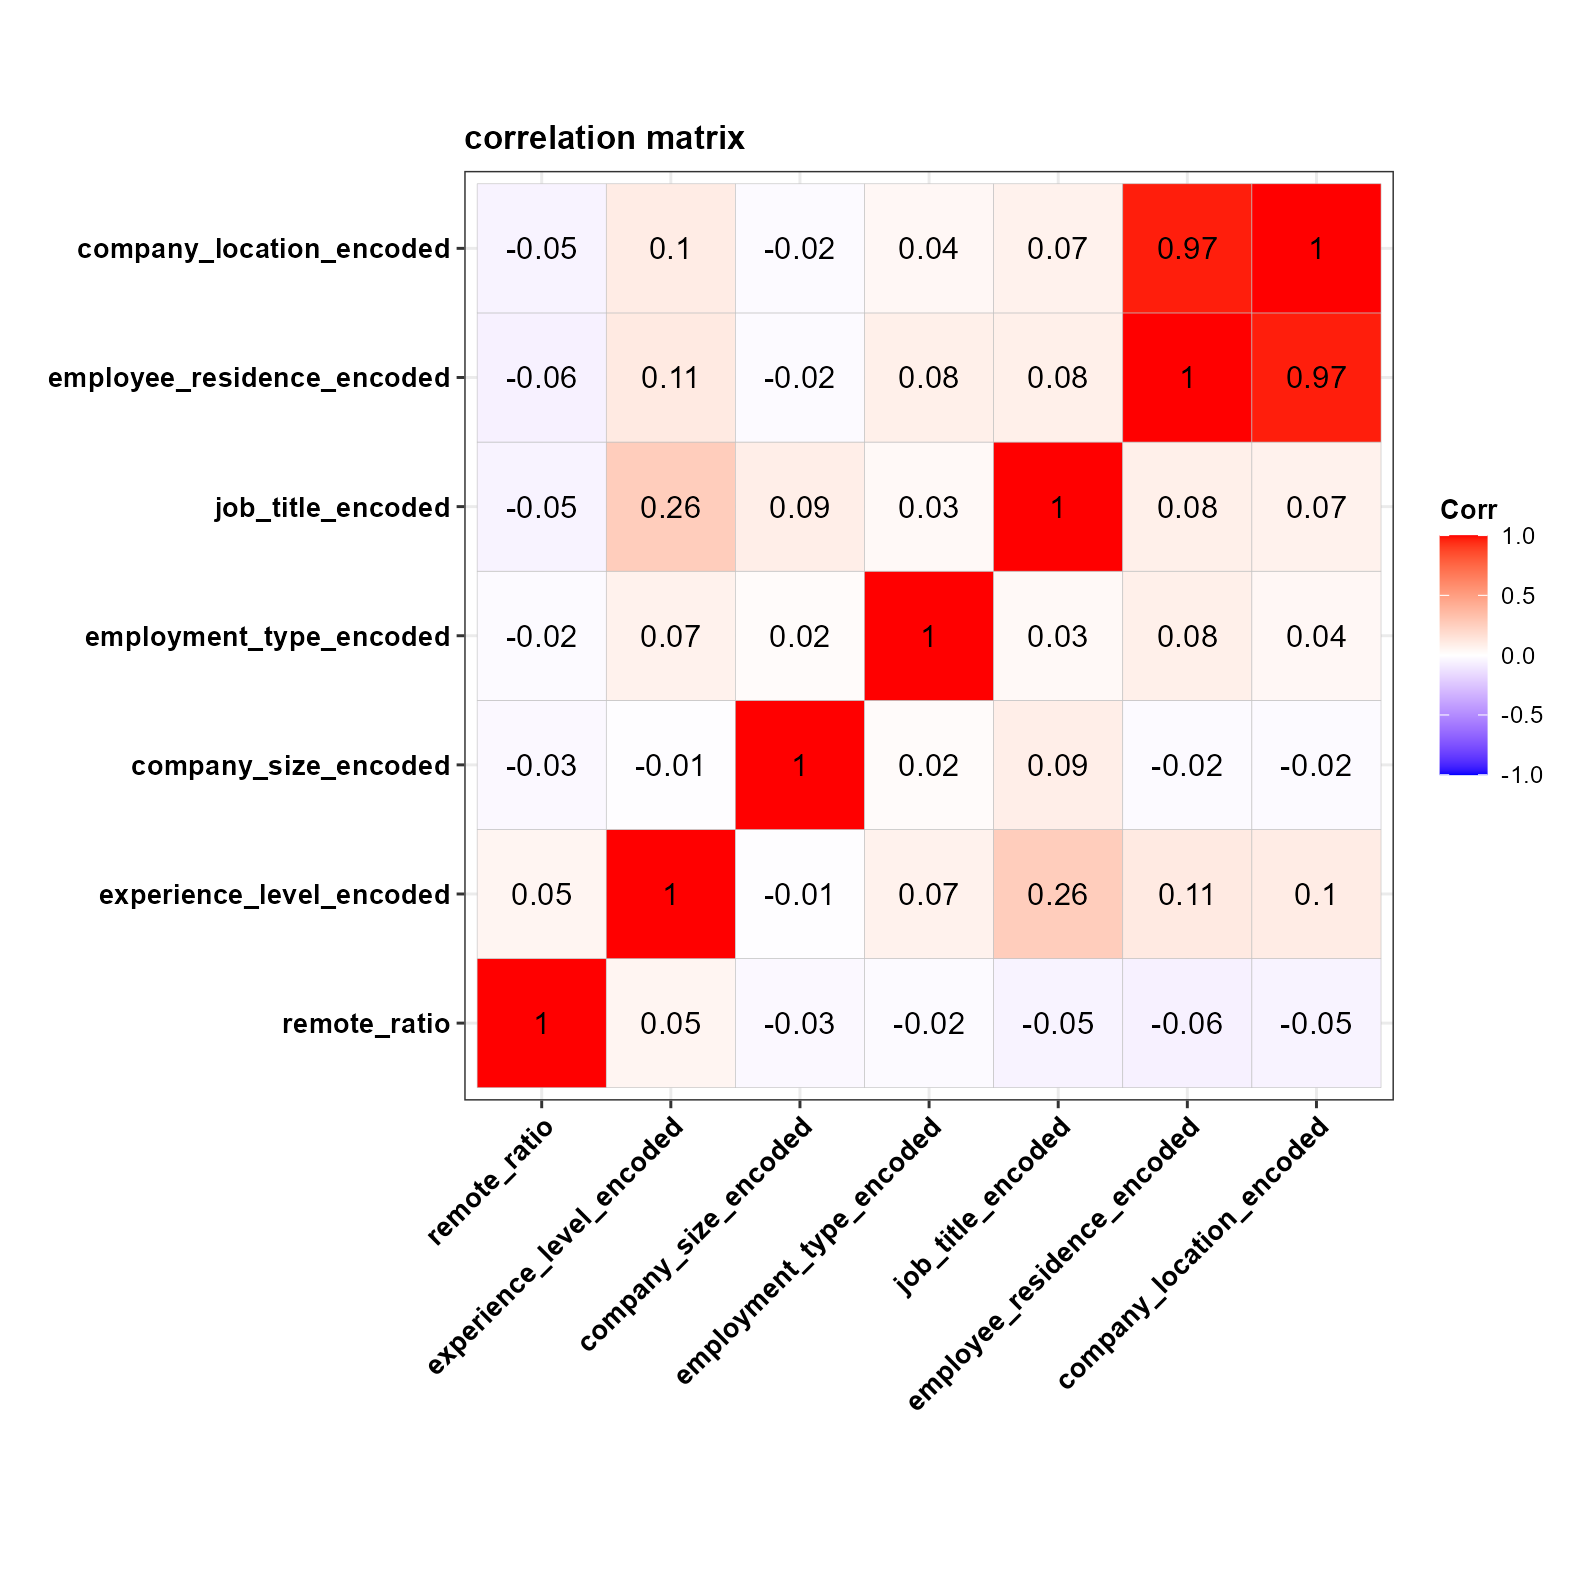 correlation matrix
company_location_encoded -0.05 0.1 -0.02 0.04 0.07 0.97 1
employee_residence_encoded -0.06 0.11 -0.02 0.08 0.08 1 0.97
job_title_encoded -0.05 0.26 0.09 0.03 1 0.08 0.07
employment_type_encoded -0.02 0.07 0.02 1 0.03 0.08 0.04
company_size_encoded -0.03 -0.01 1 0.02 0.09 -0.02 -0.02
experience_level_encoded 0.05 1 -0.01 0.07 0.26 0.11 0.1
remote_ratio 1 0.05 -0.03 -0.02 -0.05 -0.06 -0.05
remote_ratio
experience_level_encoded
company_size_encoded
employment_type_encoded
job_title_encoded
employee_residence_encoded
company_location_encoded
Corr
1.0
0.5
0.0
-0.5
-1.0